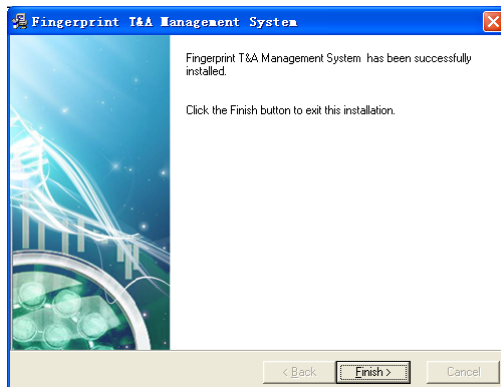 Fingerprint T&A Management System
Fingerprint T&A Management System has been successfully
installed.
Click the Finish button to exit this installation.
< Back
Finish >
Cancel